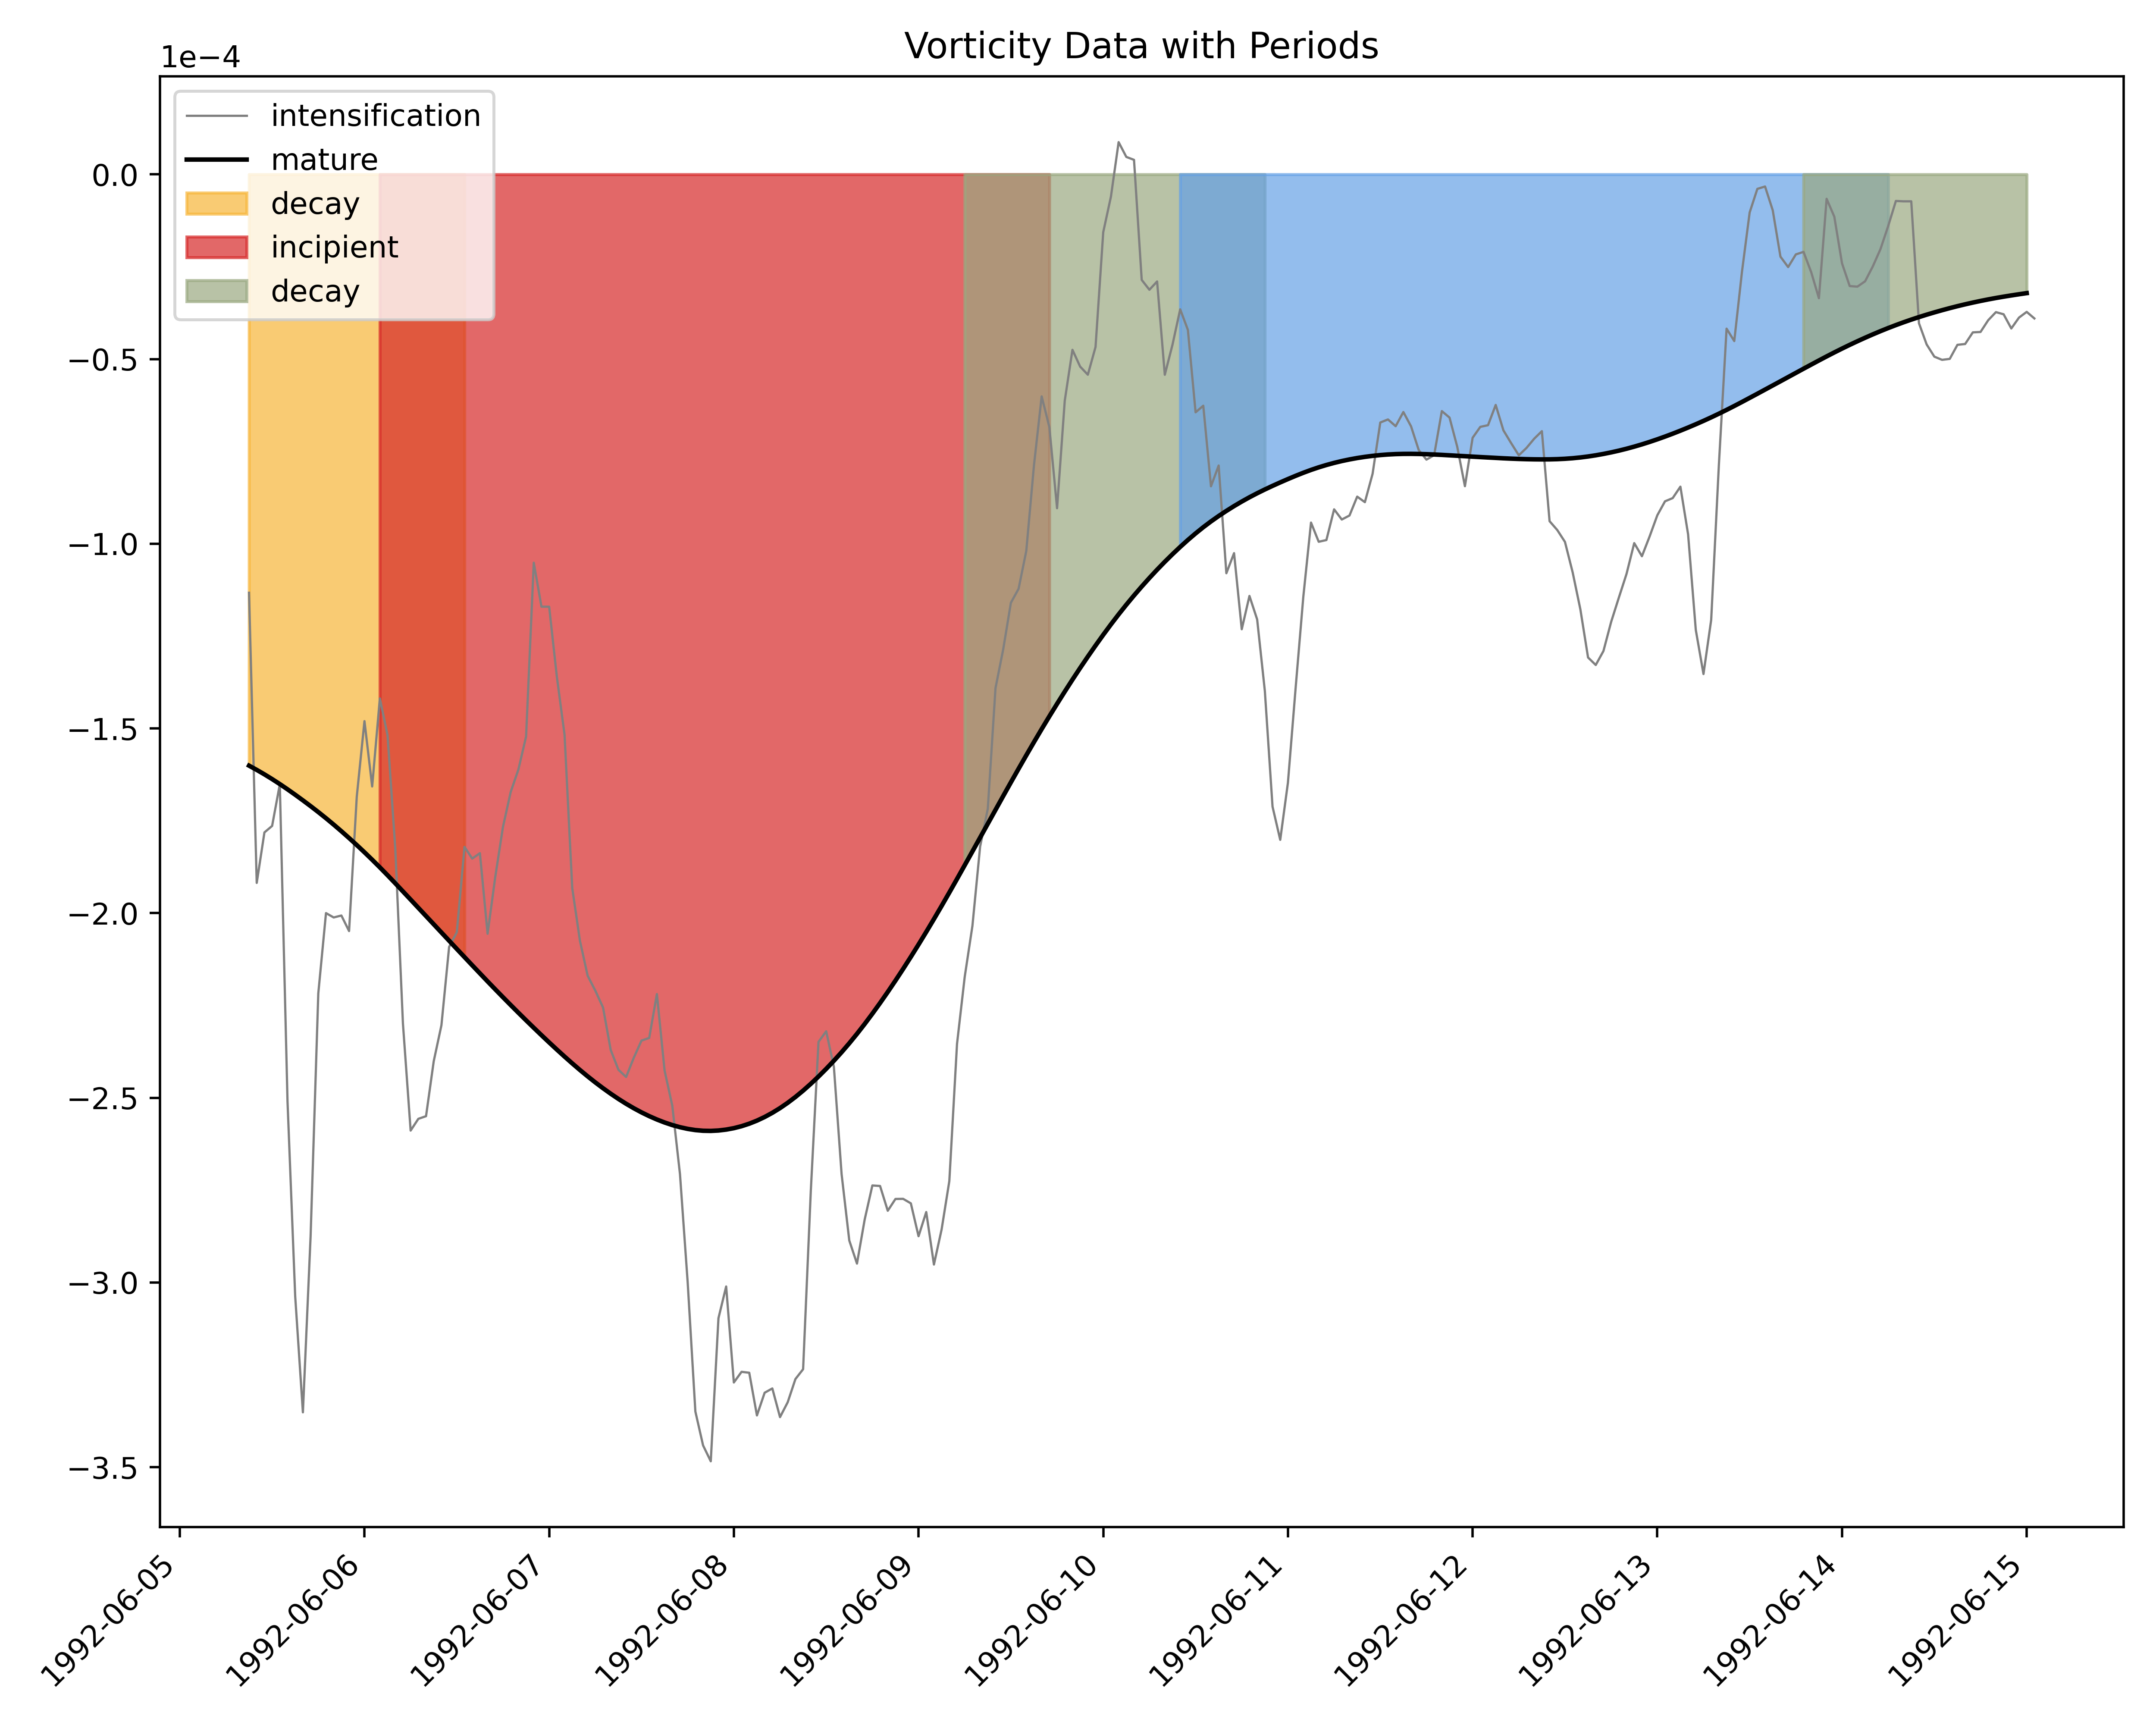 Vorticity Data with Periods
1e−4
intensification
mature
decay
incipient
decay
0.0
−0.5
−1.0
−1.5
−2.0
−2.5
−3.0
−3.5
1992-06-05
1992-06-06
1992-06-07
1992-06-08
1992-06-09
1992-06-10
1992-06-11
1992-06-12
1992-06-13
1992-06-14
1992-06-15